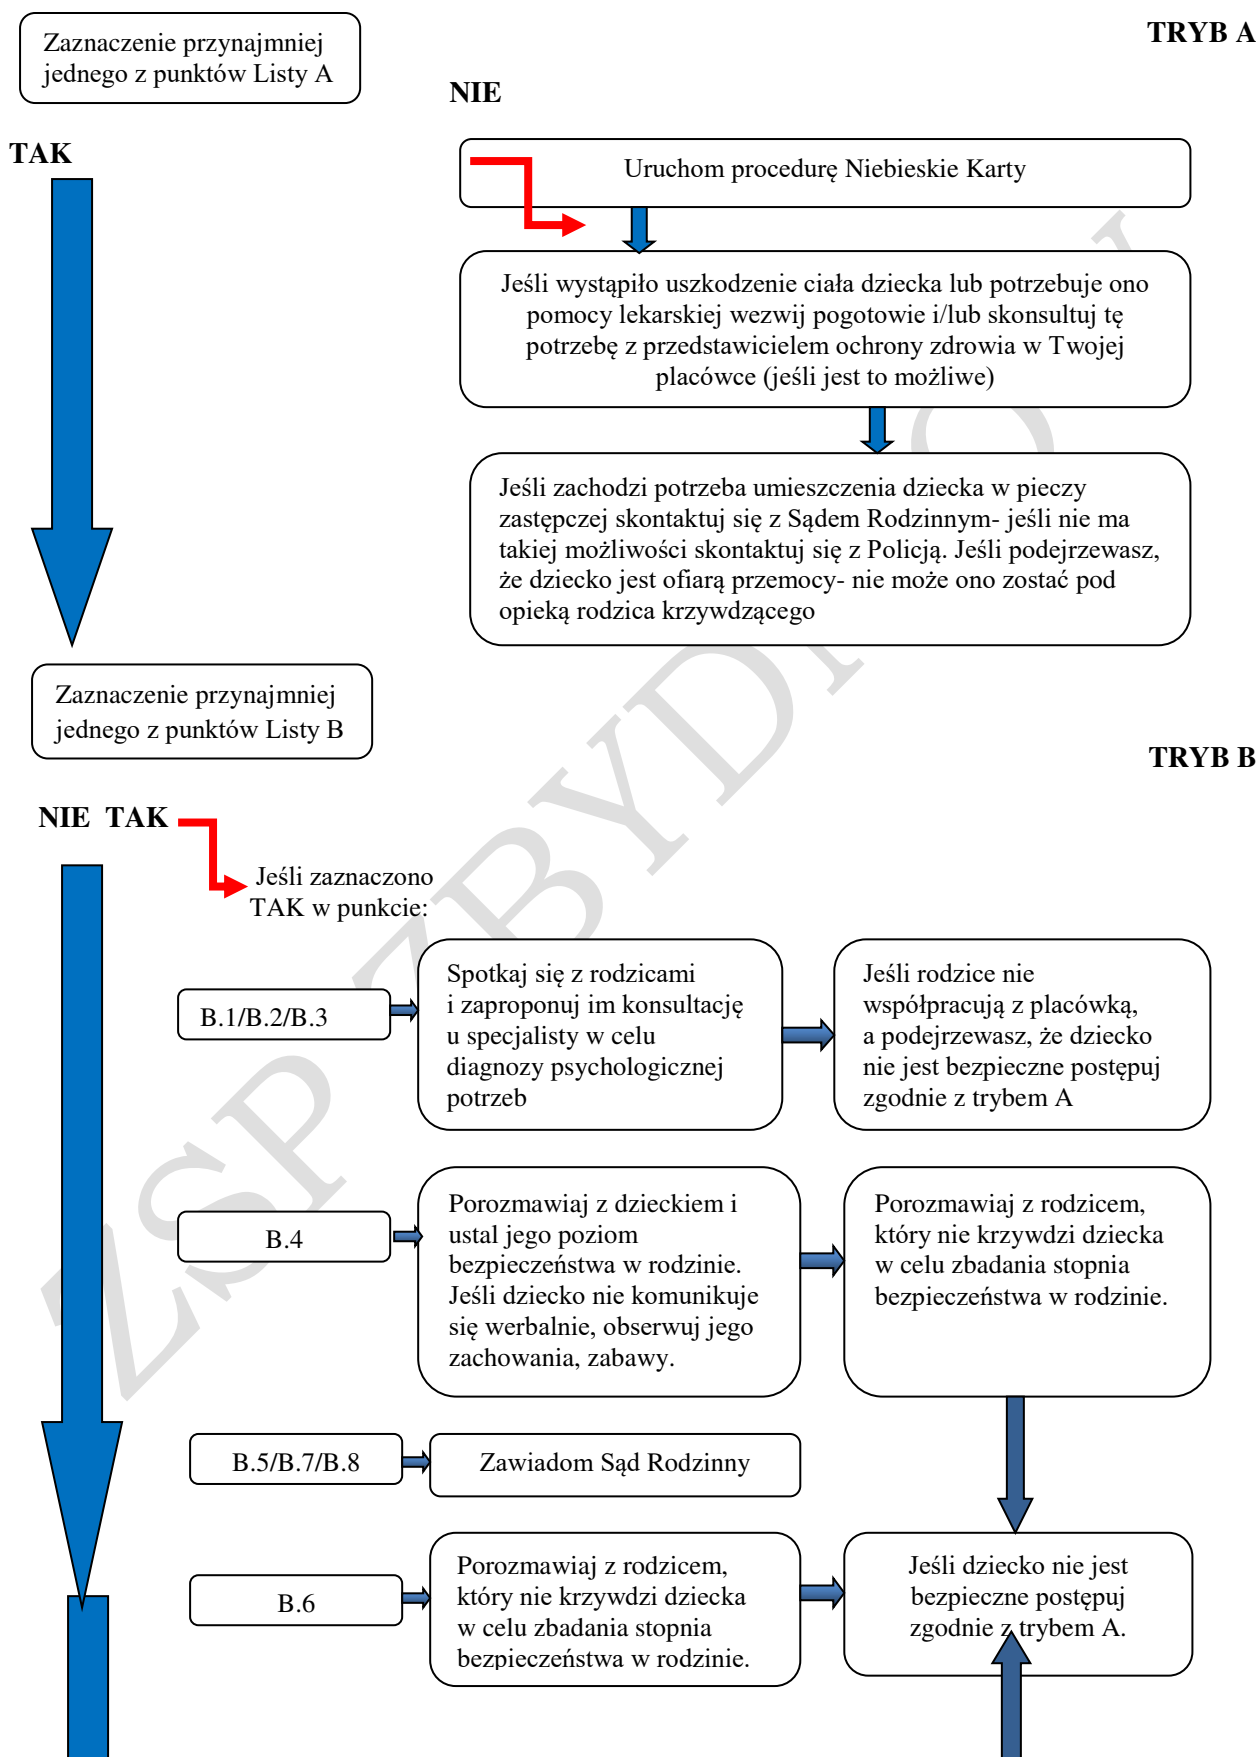 TRYB A
Zaznaczenie przynajmniej
jednego z punktów Listy A
NIE
TAK
Uruchom procedurę Niebieskie Karty
Jeśli wystąpiło uszkodzenie ciała dziecka lub potrzebuje ono
pomocy lekarskiej wezwij pogotowie i/lub skonsultuj tę
potrzebę z przedstawicielem ochrony zdrowia w Twojej
placówce (jeśli jest to możliwe)
Jeśli zachodzi potrzeba umieszczenia dziecka w pieczy
zastępczej skontaktuj się z Sądem Rodzinnym- jeśli nie ma
takiej możliwości skontaktuj się z Policją. Jeśli podejrzewasz,
że dziecko jest ofiarą przemocy- nie może ono zostać pod
opieką rodzica krzywdzącego
Zaznaczenie przynajmniej
jednego z punktów Listy B
TRYB B
NIE TAK
Jeśli zaznaczono
TAK w punkcie:
B.1/B.2/B.3
Spotkaj się z rodzicami
i zaproponuj im konsultację
u specjalisty w celu
diagnozy psychologicznej
potrzeb
Jeśli rodzice nie
współpracują z placówką,
a podejrzewasz, że dziecko
nie jest bezpieczne postępuj
zgodnie z trybem A
B.4
Porozmawiaj z dzieckiem i
ustal jego poziom
bezpieczeństwa w rodzinie.
Jeśli dziecko nie komunikuje
się werbalnie, obserwuj jego
zachowania, zabawy.
Porozmawiaj z rodzicem,
który nie krzywdzi dziecka
w celu zbadania stopnia
bezpieczeństwa w rodzinie.
B.5/B.7/B.8
Zawiadom Sąd Rodzinny
B.6
Porozmawiaj z rodzicem,
który nie krzywdzi dziecka
w celu zbadania stopnia
bezpieczeństwa w rodzinie.
Jeśli dziecko nie jest
bezpieczne postępuj
zgodnie z trybem A.
ZSP